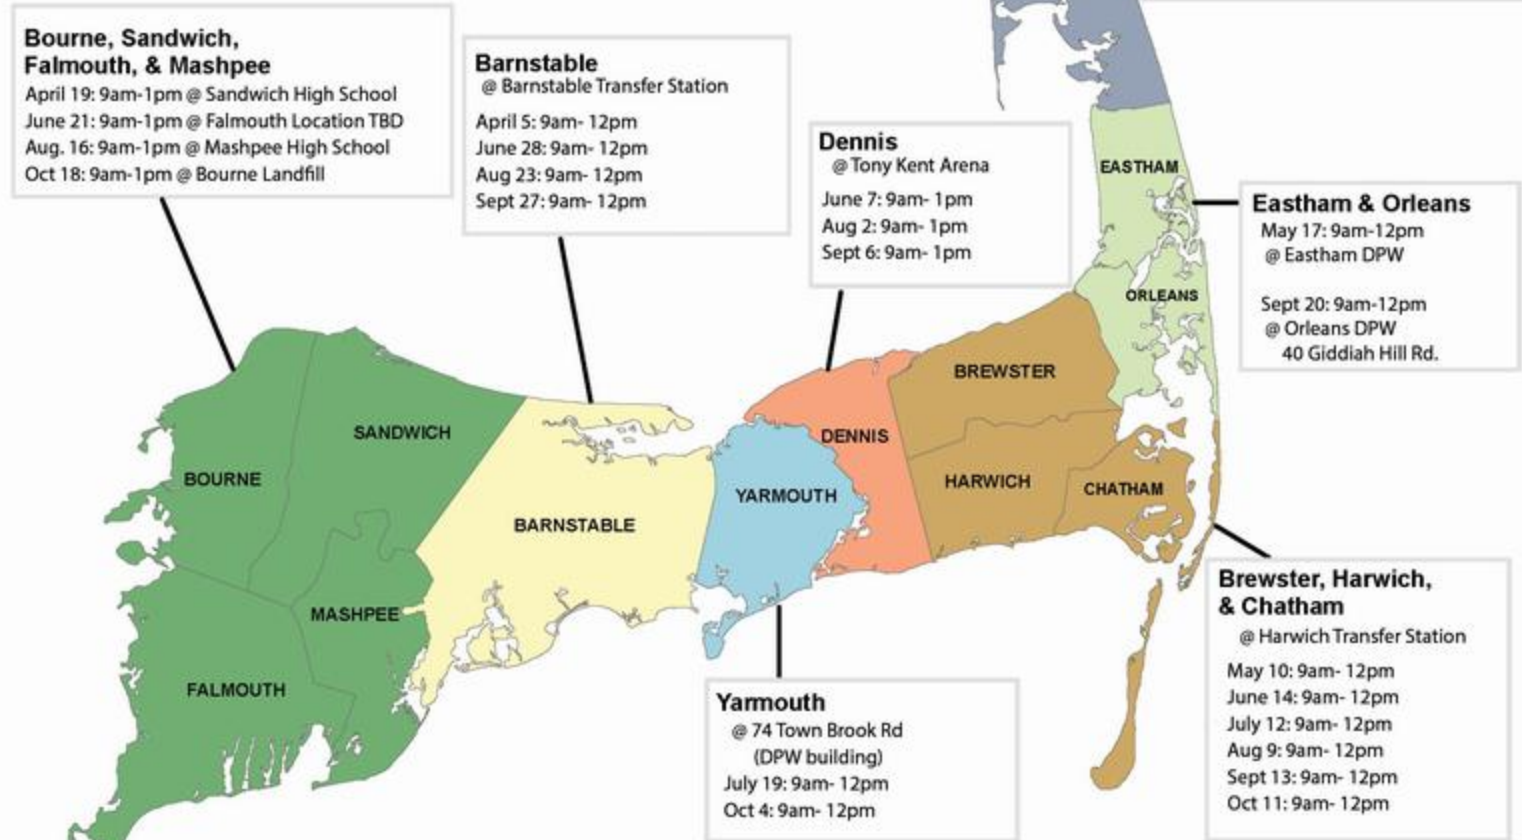 Bourne, Sandwich,
Falmouth, & Mashpee
April 19: 9am-1pm @ Sandwich High School
June 21: 9am-1pm @ Falmouth Location TBD
Aug. 16: 9am-1pm @ Mashpee High School
Oct 18: 9am-1pm @ Bourne Landfill
Barnstable
@ Barnstable Transfer Station
April 5: 9am- 12pm
June 28: 9am- 12pm
Aug 23: 9am- 12pm
Sept 27: 9am- 12pm
Dennis
@ Tony Kent Arena
June 7: 9am- 1pm
Aug 2: 9am- 1pm
Sept 6: 9am- 1pm
EASTHAM
Eastham & Orleans
May 17: 9am-12pm
@ Eastham DPW
Sept 20: 9am-12pm
@ Orleans DPW
40 Giddiah Hill Rd.
ORLEANS
BREWSTER
SANDWICH
DENNIS
BOURNE
HARWICH
CHATHAM
YARMOUTH
BARNSTABLE
MASHPEE
FALMOUTH
Yarmouth
@ 74 Town Brook Rd
(DPW building)
July 19: 9am- 12pm
Oct 4: 9am- 12pm
Brewster, Harwich,
& Chatham
@ Harwich Transfer Station
May 10: 9am- 12pm
June 14: 9am- 12pm
July 12: 9am- 12pm
Aug 9: 9am- 12pm
Sept 13: 9am- 12pm
Oct 11: 9am- 12pm